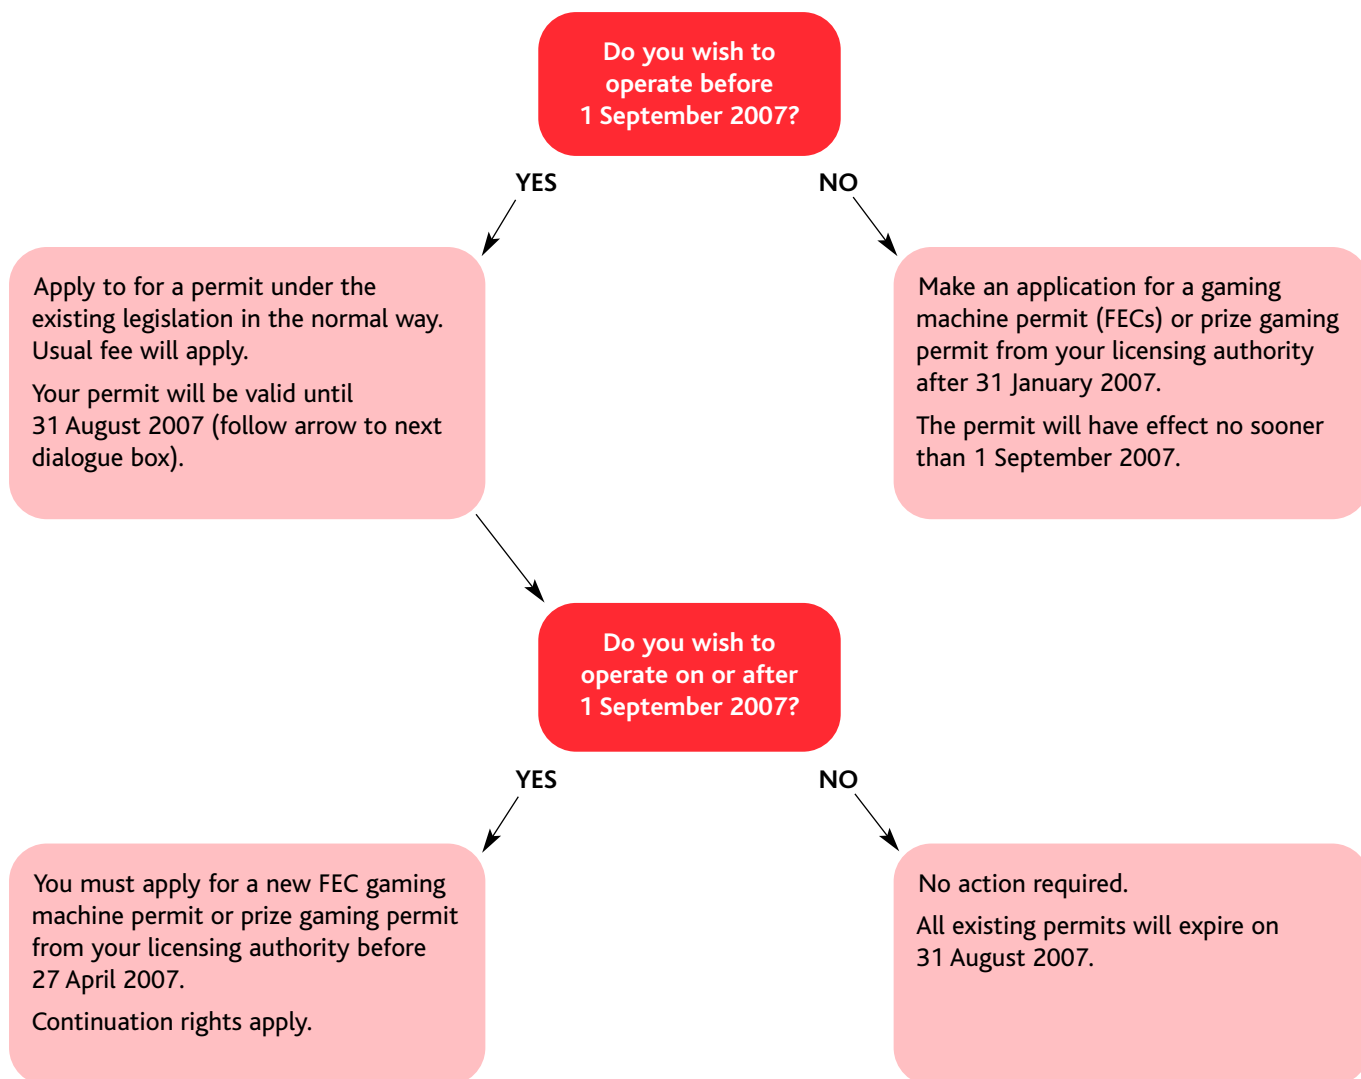 Do you wish to
operate before
1 September 2007?
YES
NO
Apply to for a permit under the
existing legislation in the normal way.
Usual fee will apply.
Your permit will be valid until
31 August 2007 (follow arrow to next
dialogue box).
Make an application for a gaming
machine permit (FECs) or prize gaming
permit from your licensing authority
after 31 January 2007.
The permit will have effect no sooner
than 1 September 2007.
Do you wish to
operate on or after
1 September 2007?
YES
NO
You must apply for a new FEC gaming
machine permit or prize gaming permit
from your licensing authority before
27 April 2007.
Continuation rights apply.
No action required.
All existing permits will expire on
31 August 2007.